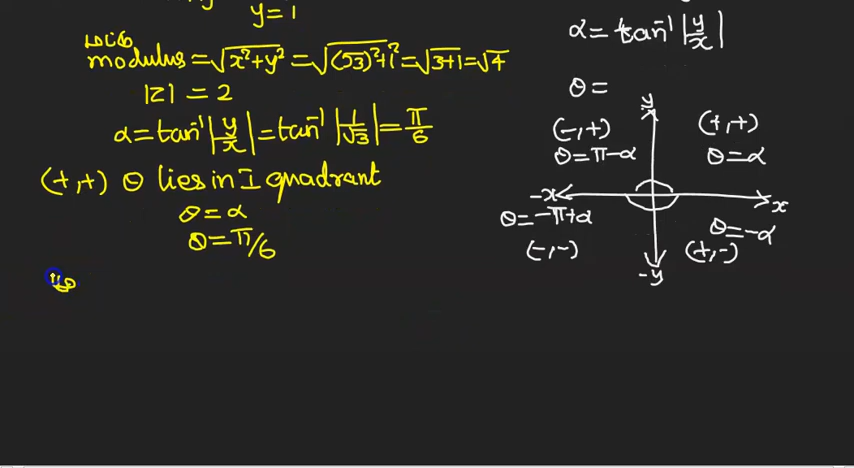 y=1
மட்டு
modulus = √x²+y² = √(√3)²+1² = √3+1 = √4
|z| = 2
α = tan⁻¹|y/x| = tan⁻¹|1/√3| = π/6
(+,+) θ lies in I quadrant
θ = α
θ = π/6
α = tan⁻¹|y/x|
θ =
y
(-,+) (+,+)
θ = π-α θ = α
-x x
θ = -π+α θ = -α
(-,-) (+,-)
-y